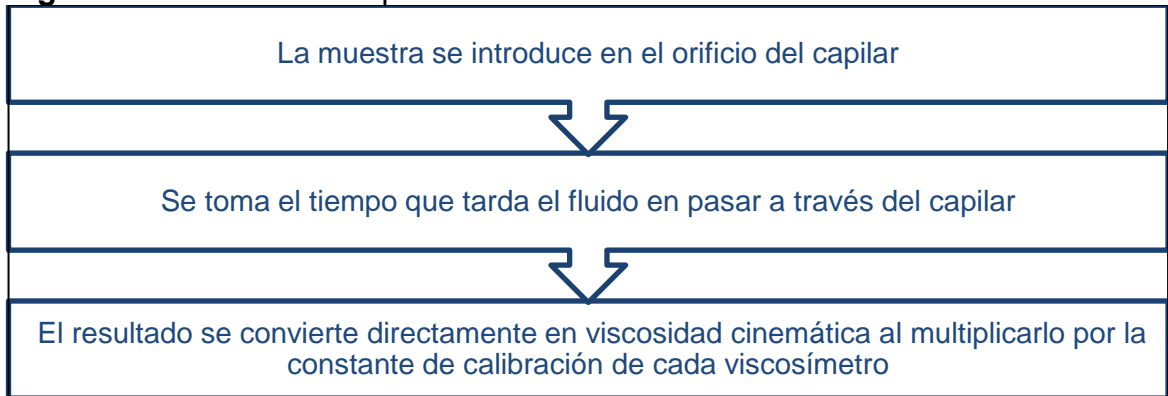 La muestra se introduce en el orificio del capilar
Se toma el tiempo que tarda el fluido en pasar a través del capilar
El resultado se convierte directamente en viscosidad cinemática al multiplicarlo por la
constante de calibración de cada viscosímetro